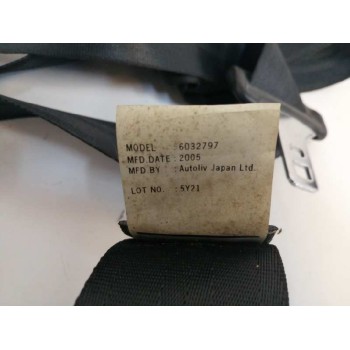 MODEL : 6032797
MFD.DATE : 2005
MFD BY : Autoliv Japan Ltd.
LOT NO. : 5Y21